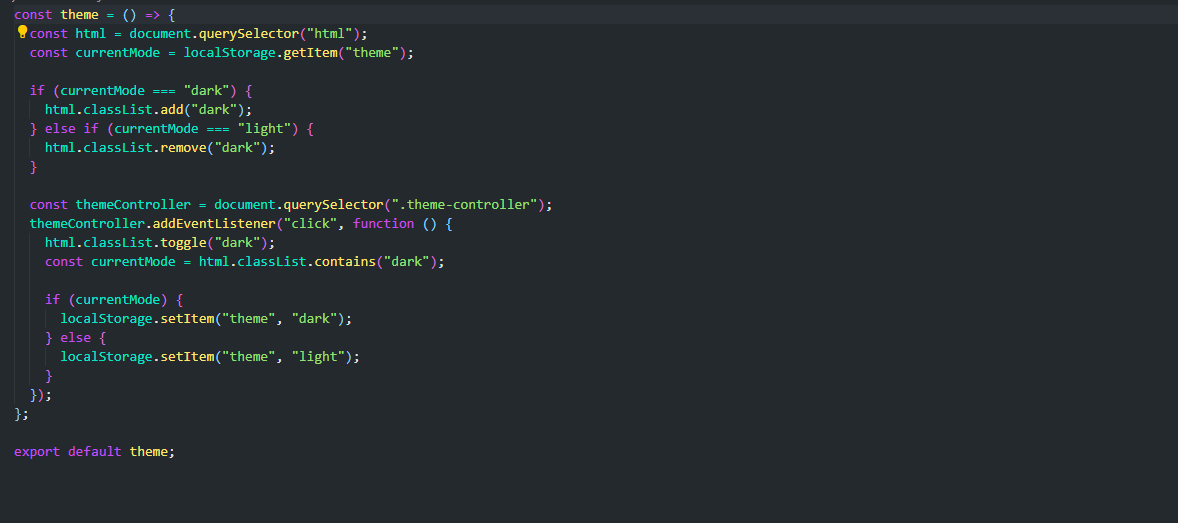 const theme = () => {
  const html = document.querySelector("html");
  const currentMode = localStorage.getItem("theme");

  if (currentMode === "dark") {
    html.classList.add("dark");
  } else if (currentMode === "light") {
    html.classList.remove("dark");
  }

  const themeController = document.querySelector(".theme-controller");
  themeController.addEventListener("click", function () {
    html.classList.toggle("dark");
    const currentMode = html.classList.contains("dark");

    if (currentMode) {
      localStorage.setItem("theme", "dark");
    } else {
      localStorage.setItem("theme", "light");
    }
  });
};

export default theme;